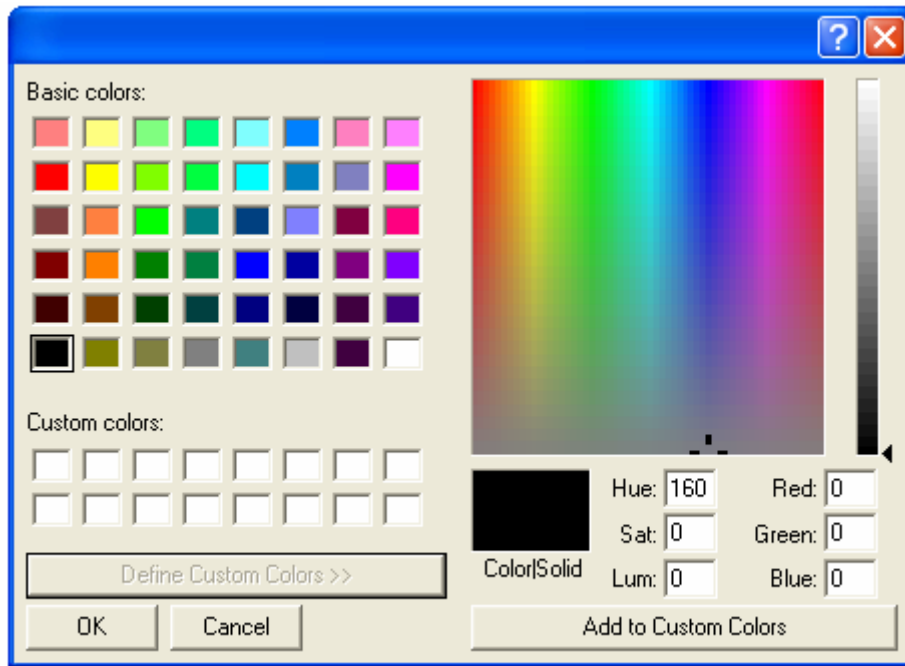 ?
Basic colors:
Custom colors:
Define Custom Colors >>
OK
Cancel
Color|Solid
Hue: 160
Sat: 0
Lum: 0
Red: 0
Green: 0
Blue: 0
Add to Custom Colors